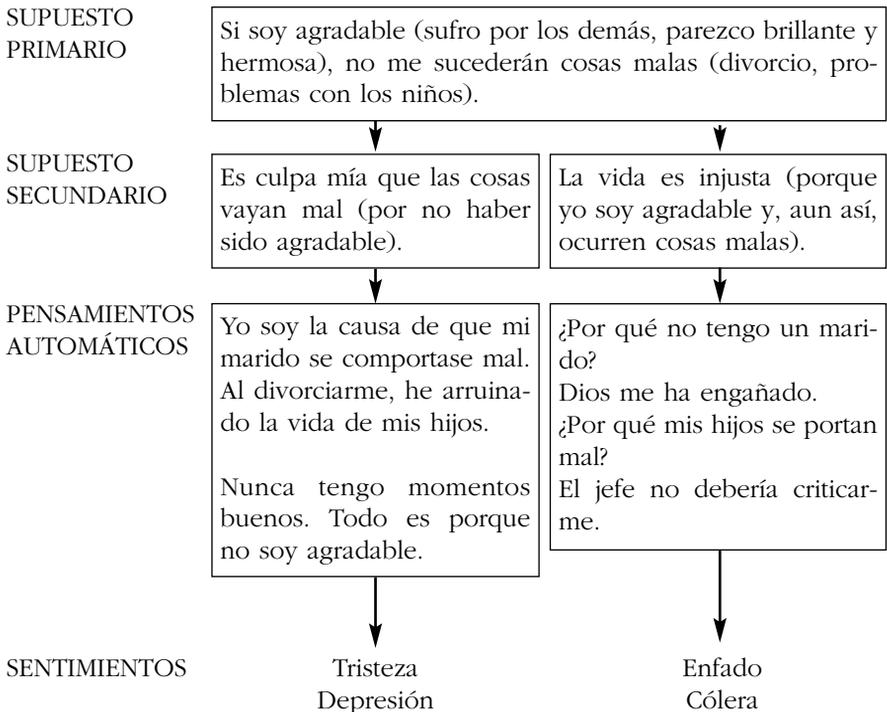 SUPUESTO
PRIMARIO
Si soy agradable (sufro por los demás, parezco brillante y
hermosa), no me sucederán cosas malas (divorcio, pro-
blemas con los niños).
SUPUESTO
SECUNDARIO
Es culpa mía que las cosas
vayan mal (por no haber
sido agradable).
La vida es injusta (porque
yo soy agradable y, aun así,
ocurren cosas malas).
PENSAMIENTOS
AUTOMÁTICOS
Yo soy la causa de que mi
marido se comportase mal.
Al divorciarme, he arruina-
do la vida de mis hijos.
Nunca tengo momentos
buenos. Todo es porque
no soy agradable.
¿Por qué no tengo un mari-
do?
Dios me ha engañado.
¿Por qué mis hijos se portan
mal?
El jefe no debería criticar-
me.
SENTIMIENTOS
Tristeza
Depresión
Enfado
Cólera